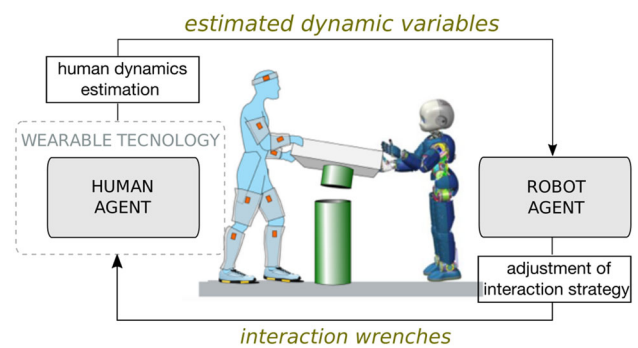 estimated dynamic variables
human dynamics
estimation
WEARABLE TECNOLOGY
HUMAN
AGENT
ROBOT
AGENT
adjustment of
interaction strategy
interaction wrenches